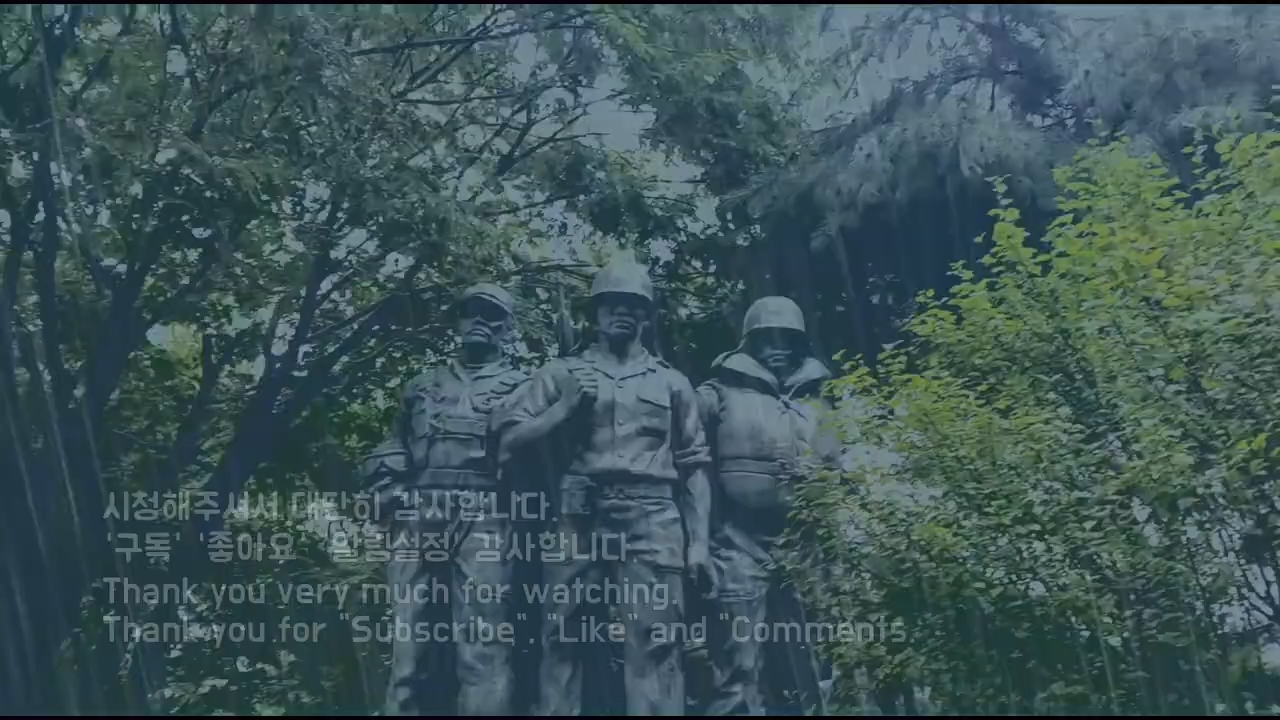 시청해주셔서 대단히 감사합니다.
'구독' '좋아요' '알림설정' 감사합니다
Thank you very much for watching.
Thank you for "Subscribe", "Like" and "Comments.